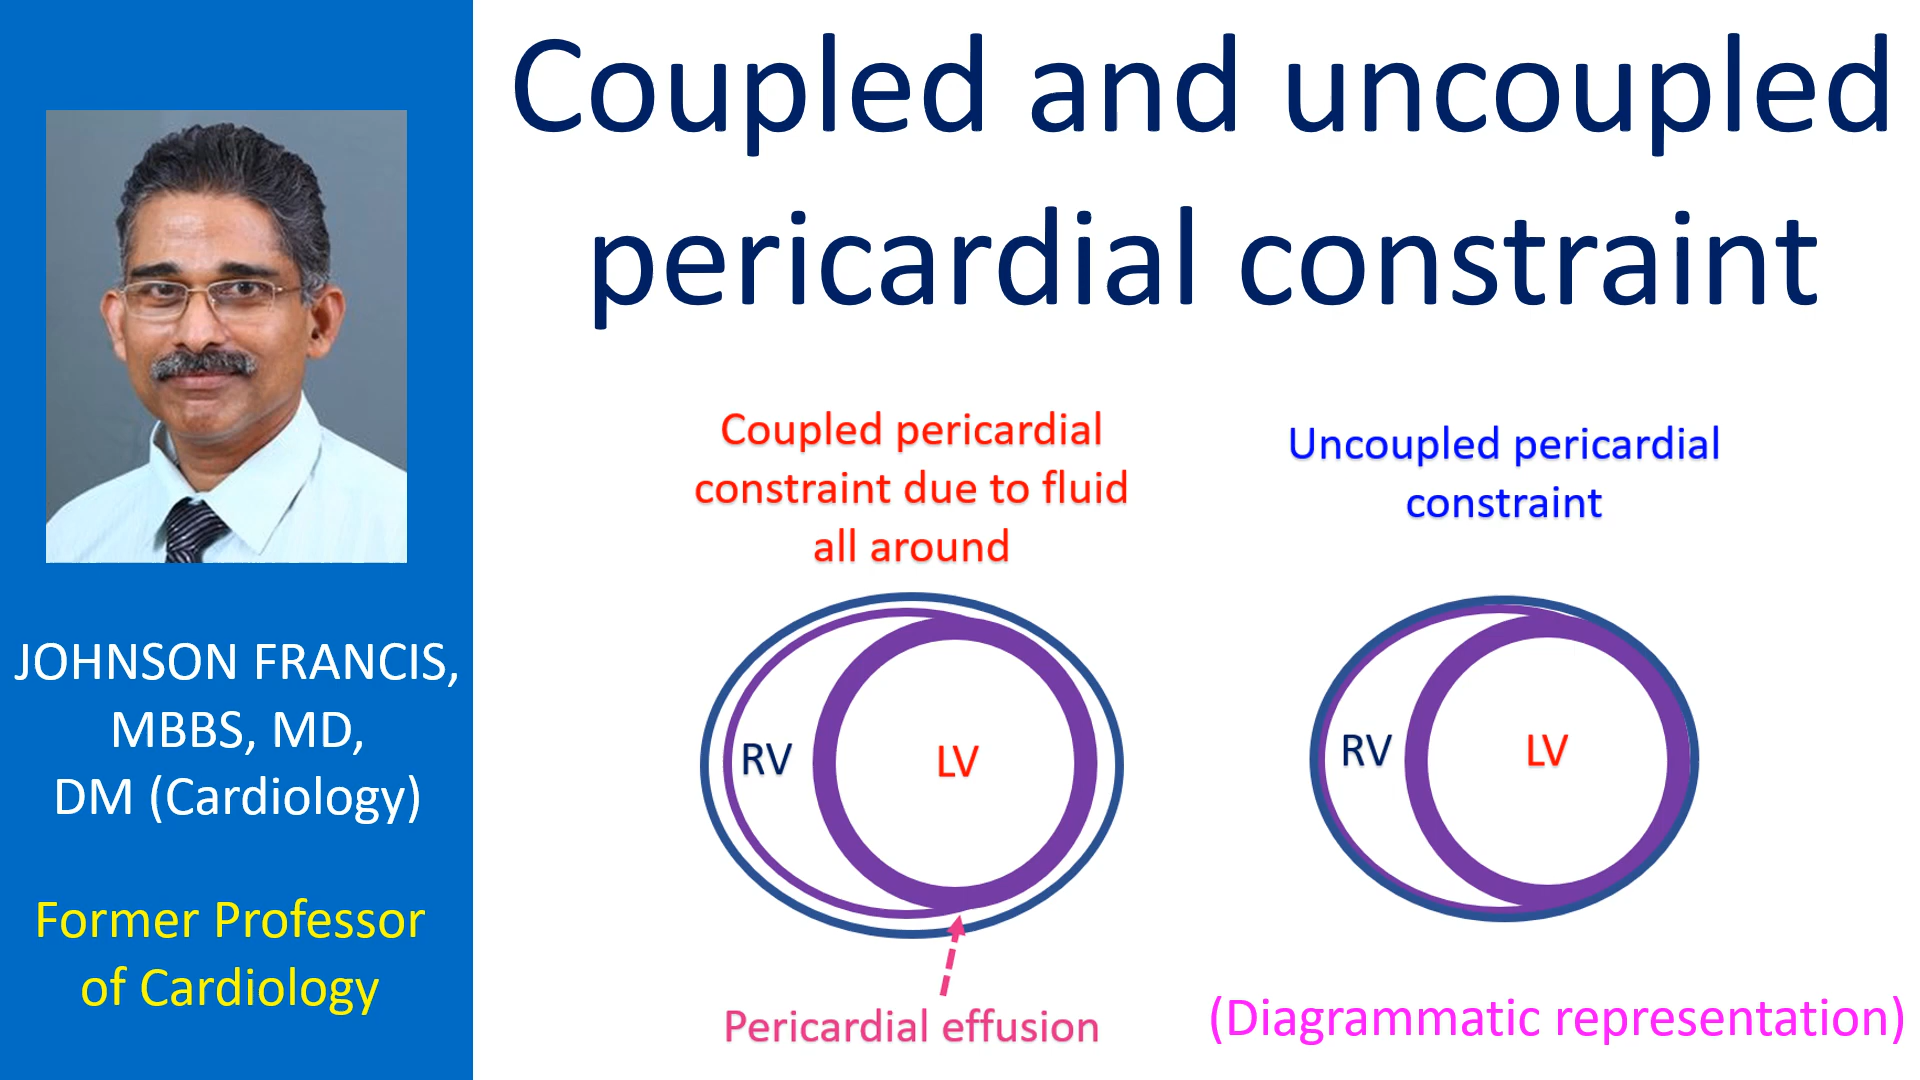 Coupled and uncoupled
pericardial constraint
JOHNSON FRANCIS,
MBBS, MD,
DM (Cardiology)
Former Professor
of Cardiology
Coupled pericardial
constraint due to fluid
all around
RV
LV
Pericardial effusion
Uncoupled pericardial
constraint
RV
LV
(Diagrammatic representation)